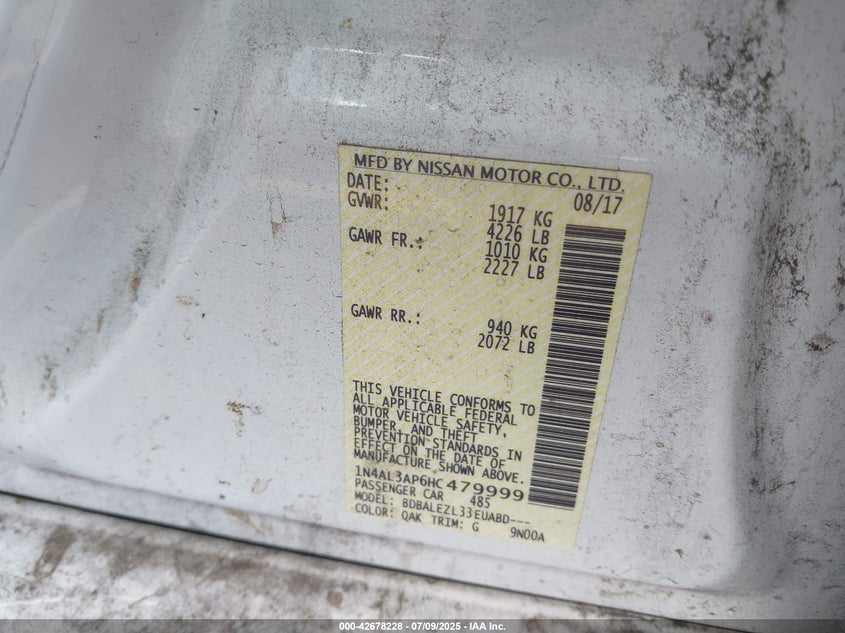 MFD BY NISSAN MOTOR CO., LTD.
DATE: 08/17
GVWR: 1917 KG
4226 LB
GAWR FR.: 1010 KG
2227 LB
GAWR RR.: 940 KG
2072 LB
THIS VEHICLE CONFORMS TO
ALL APPLICABLE FEDERAL
MOTOR VEHICLE SAFETY,
BUMPER, AND THEFT
PREVENTION STANDARDS IN
EFFECT ON THE DATE OF
MANUFACTURE SHOWN ABOVE.
1N4AL3AP6HC479999
PASSENGER CAR 485
MODEL: BDBALEZL33EUABD---
COLOR: QAK TRIM: G 9N00A
000-42678228 - 07/09/2025 - IAA Inc.